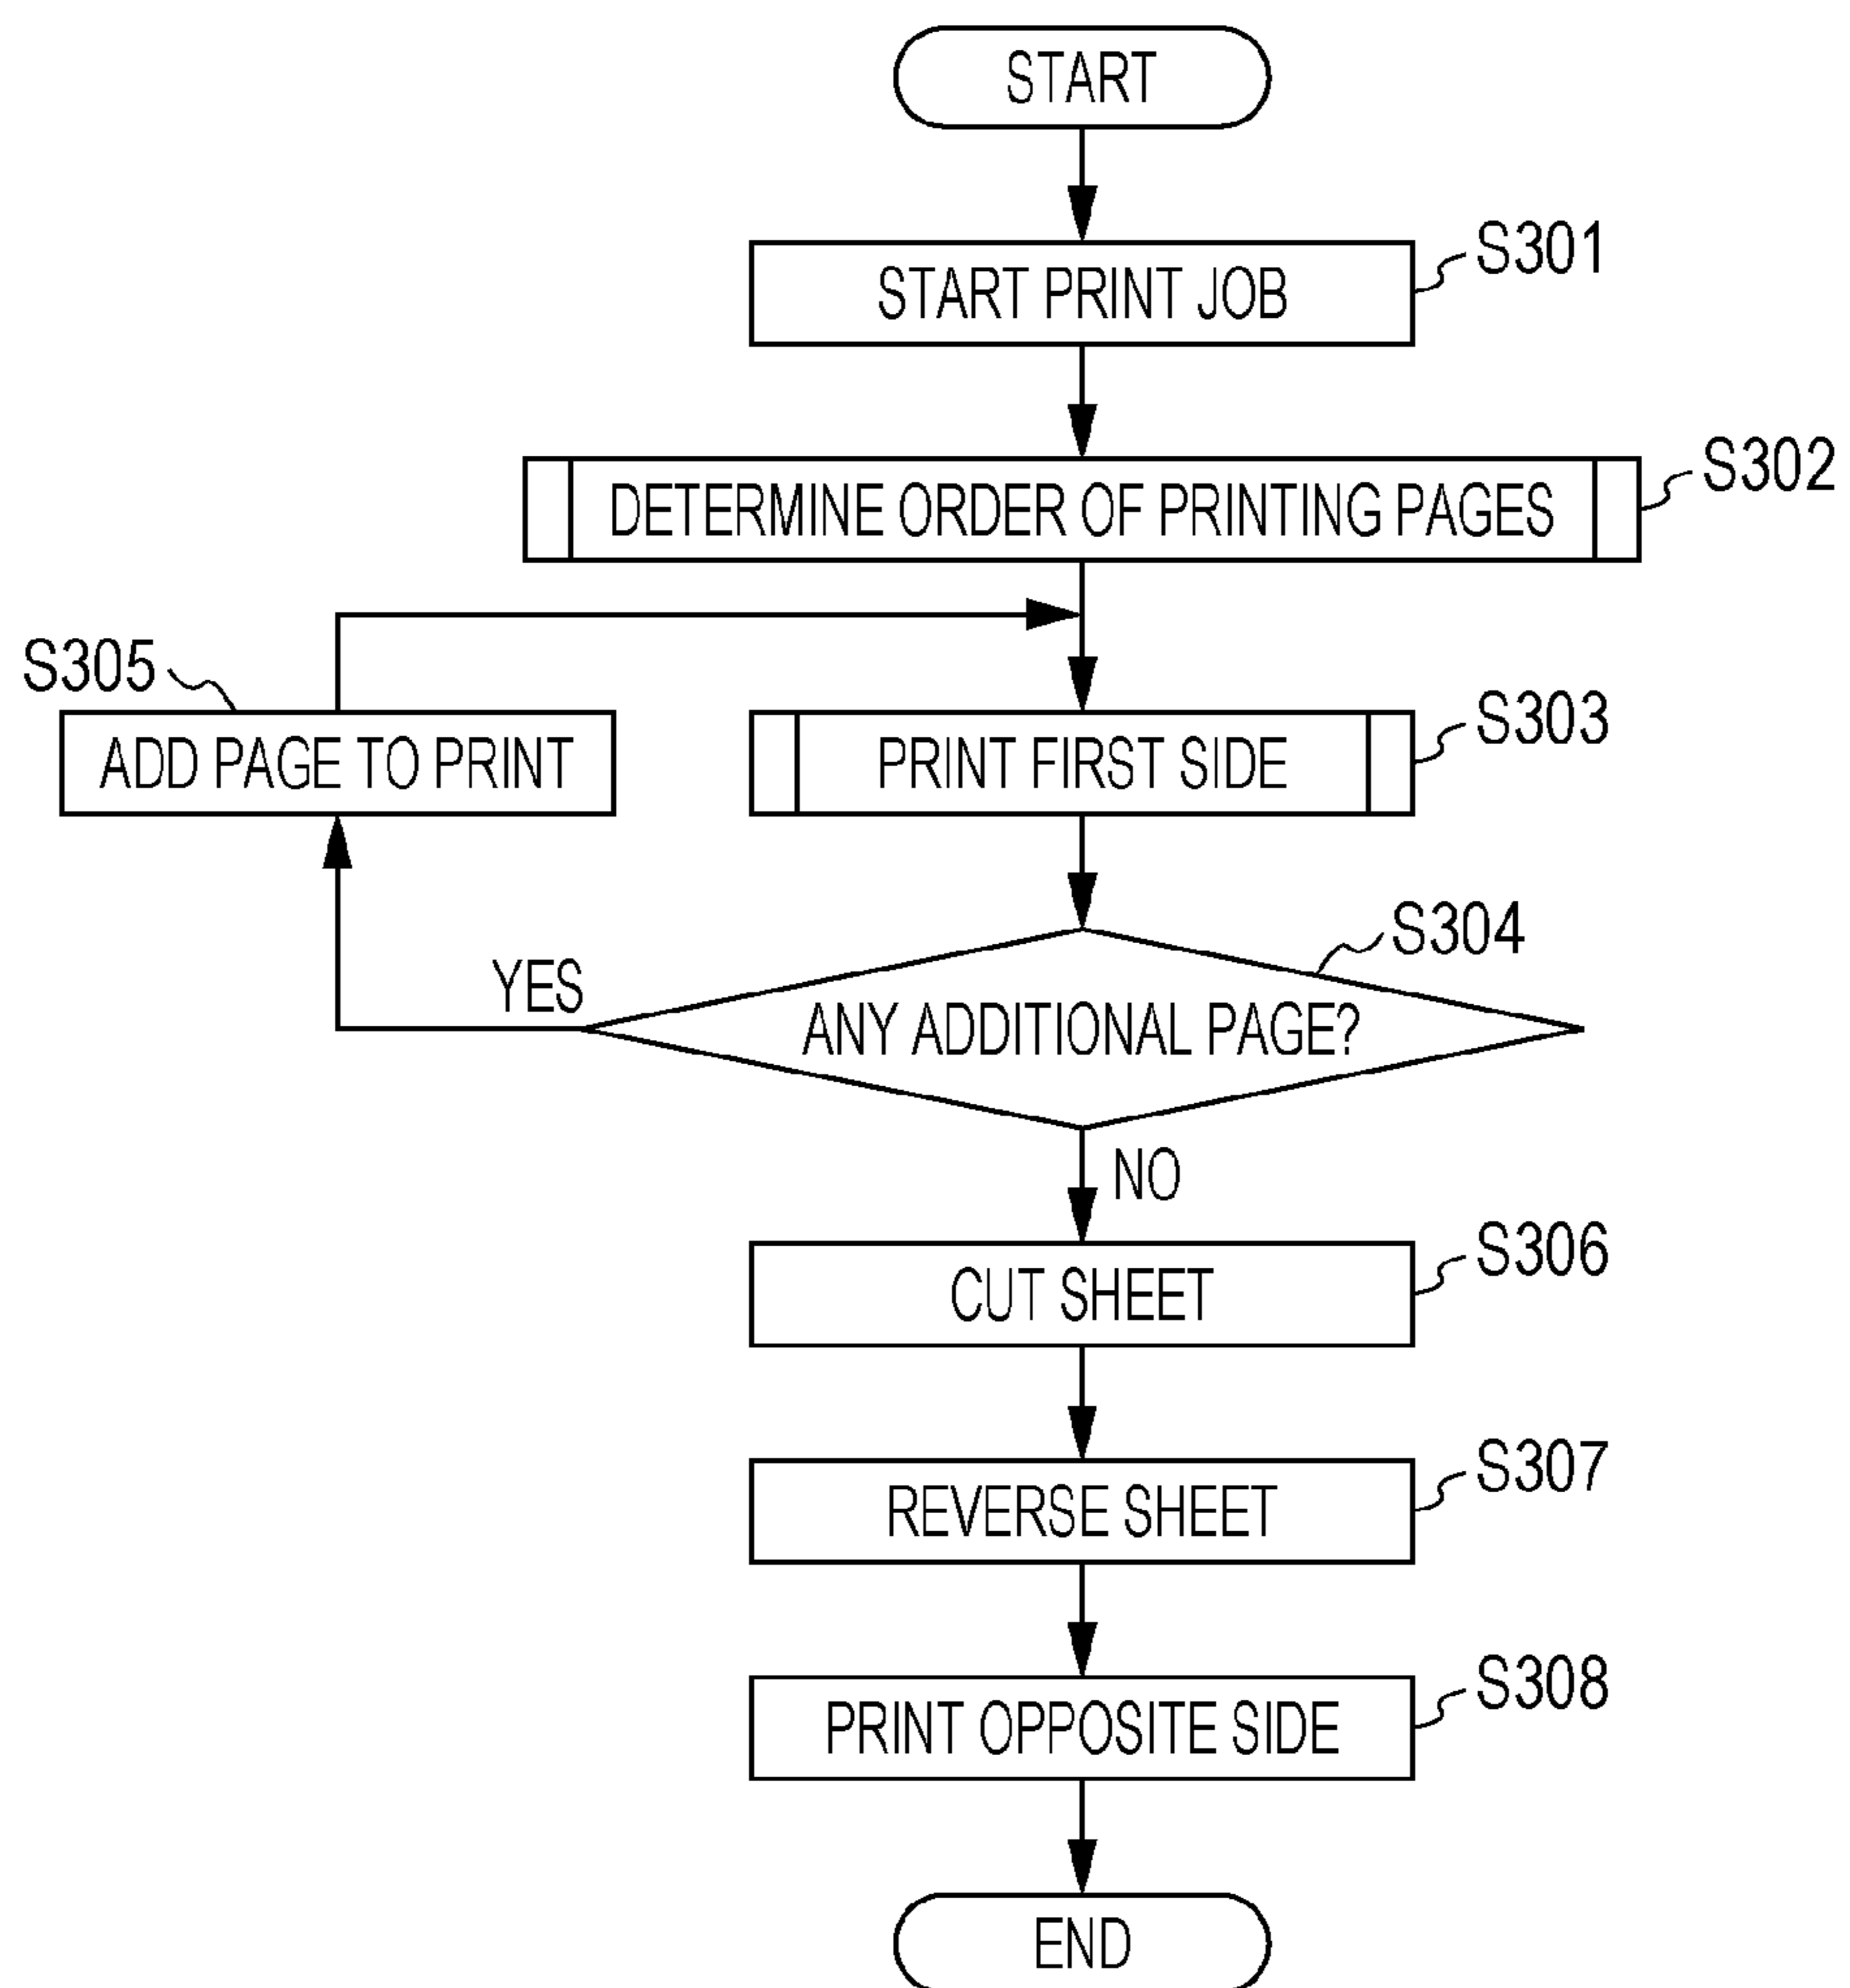 START
START PRINT JOB
S301
DETERMINE ORDER OF PRINTING PAGES
S302
S305
ADD PAGE TO PRINT
PRINT FIRST SIDE
S303
S304
YES
ANY ADDITIONAL PAGE?
NO
CUT SHEET
S306
REVERSE SHEET
S307
PRINT OPPOSITE SIDE
S308
END